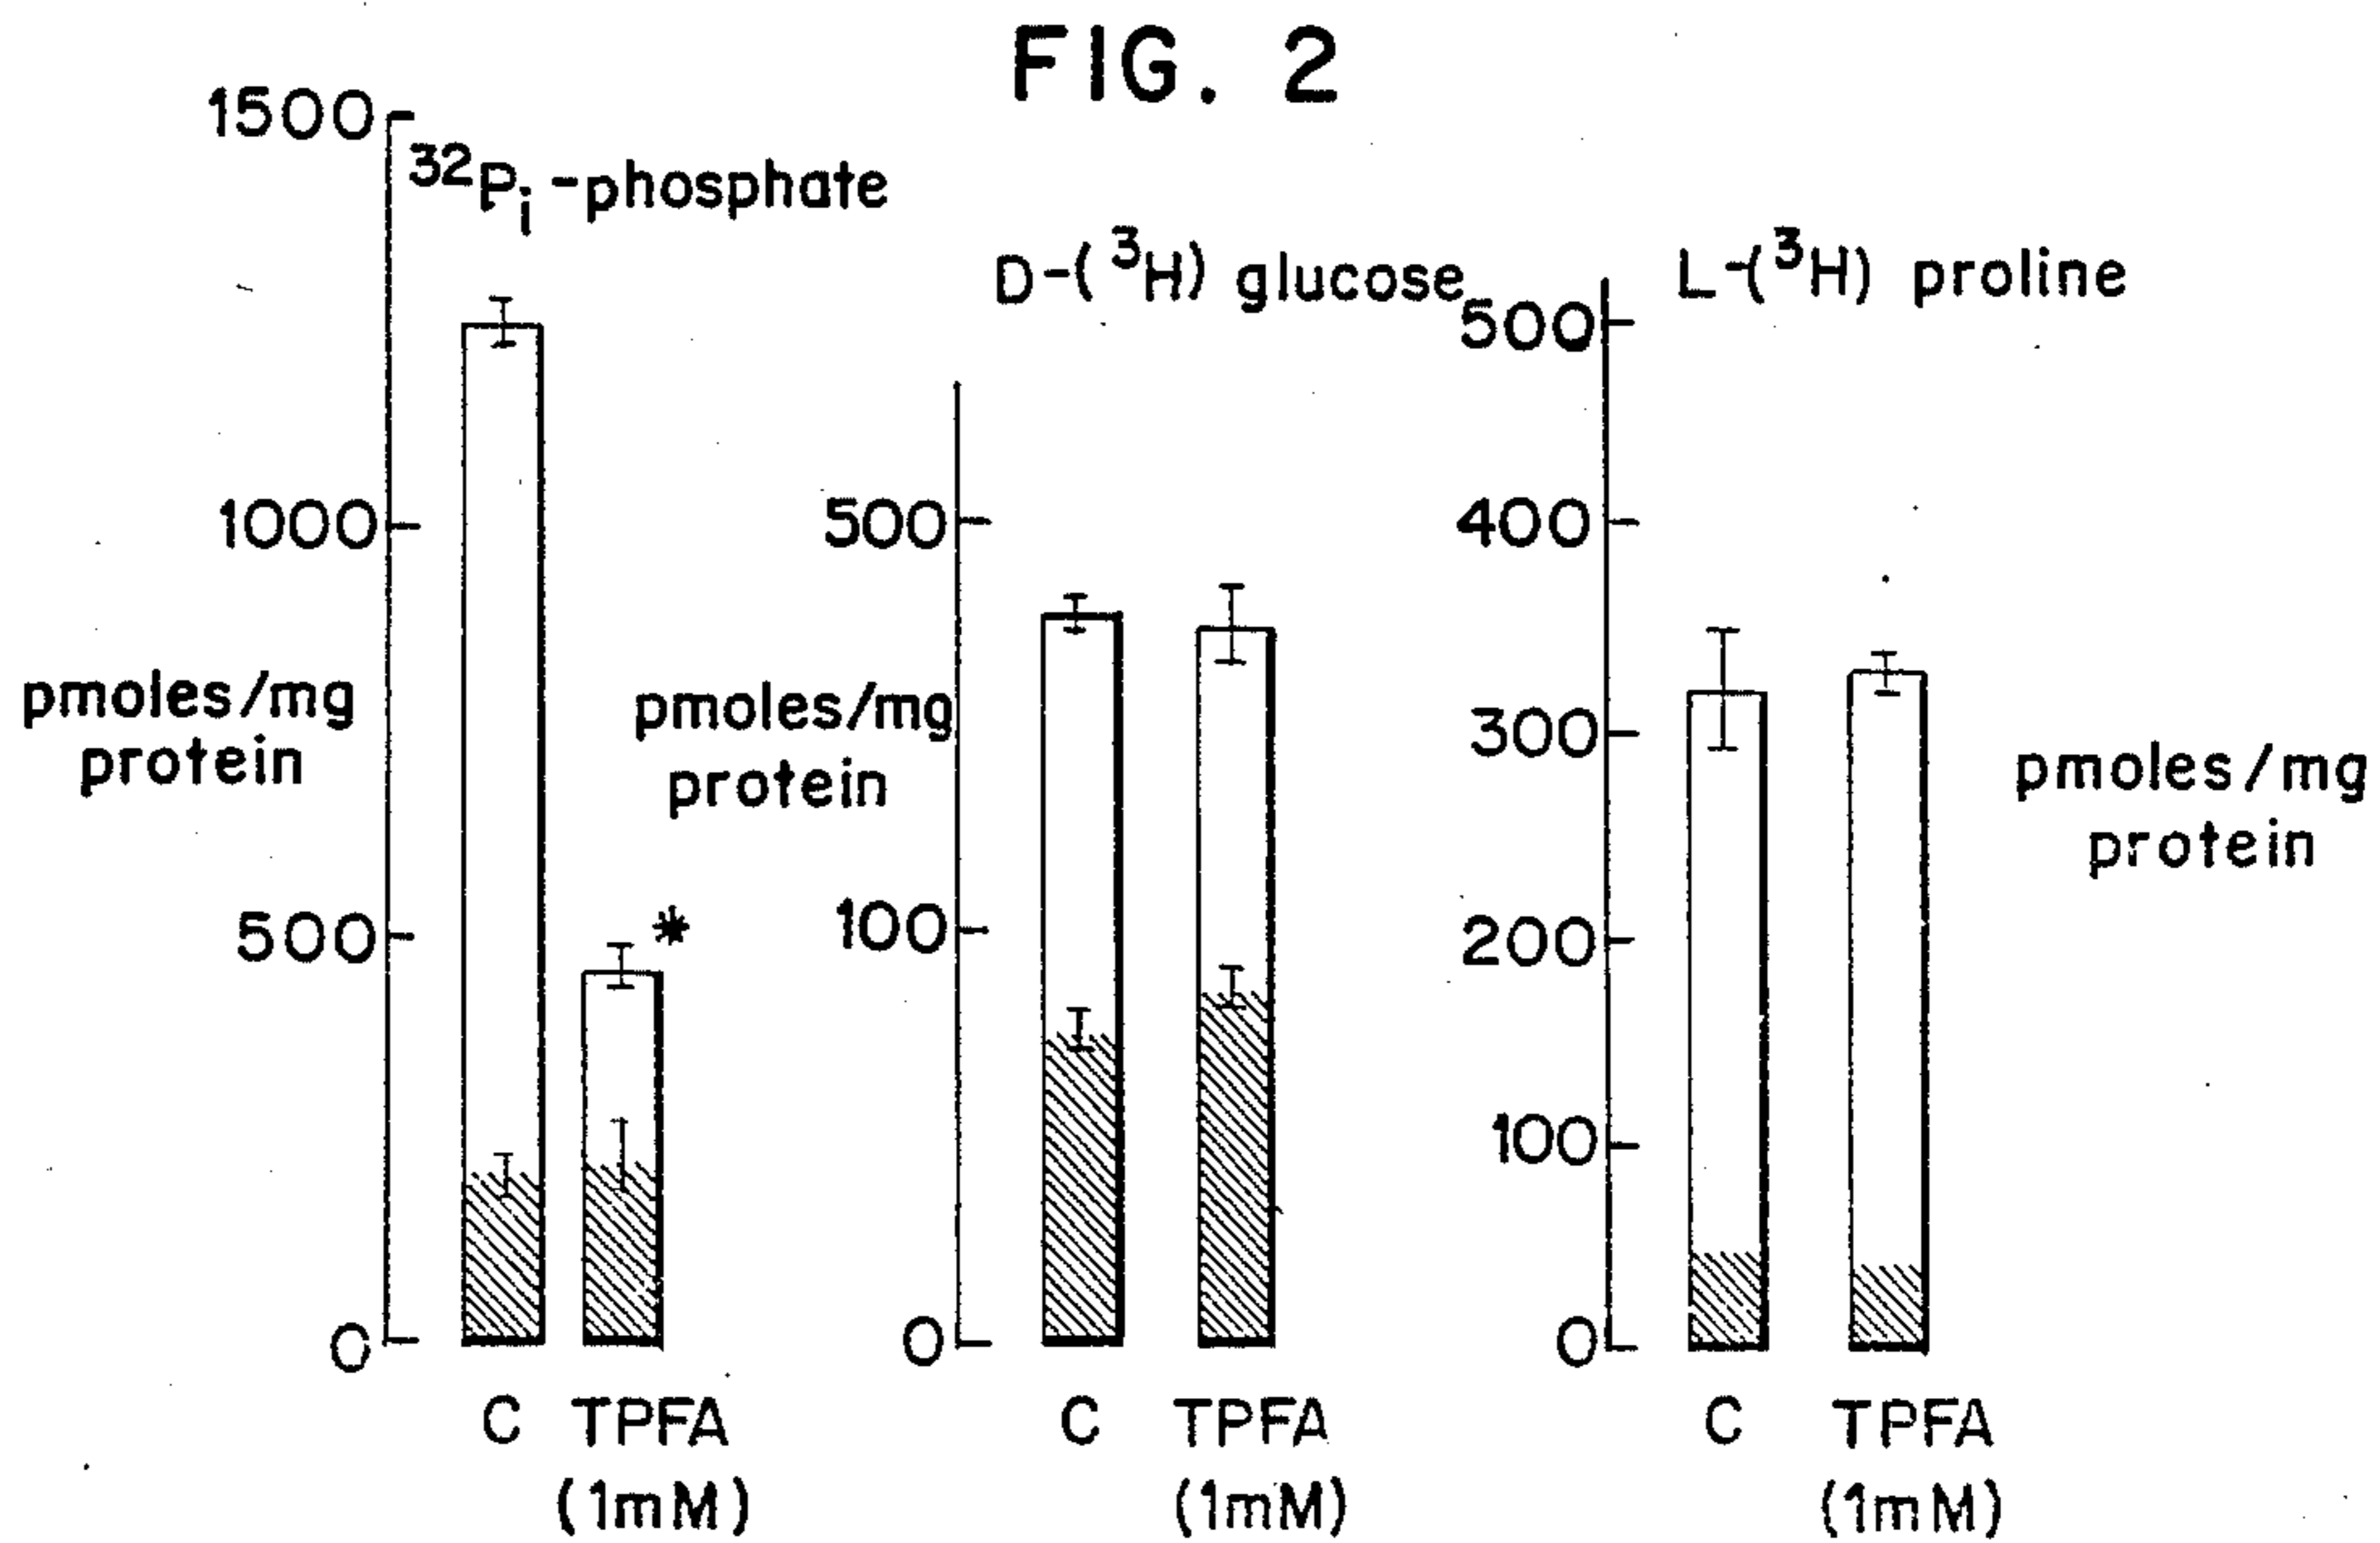 FIG. 2
1500
³²Pᵢ-phosphate
1000
500
0
pmoles/mg
protein
*
C TPFA
(1mM)
D-(³H) glucose
500
100
0
pmoles/mg
protein
C TPFA
(1mM)
L-(³H) proline
500
400
300
200
100
0
pmoles/mg
protein
C TPFA
(1mM)